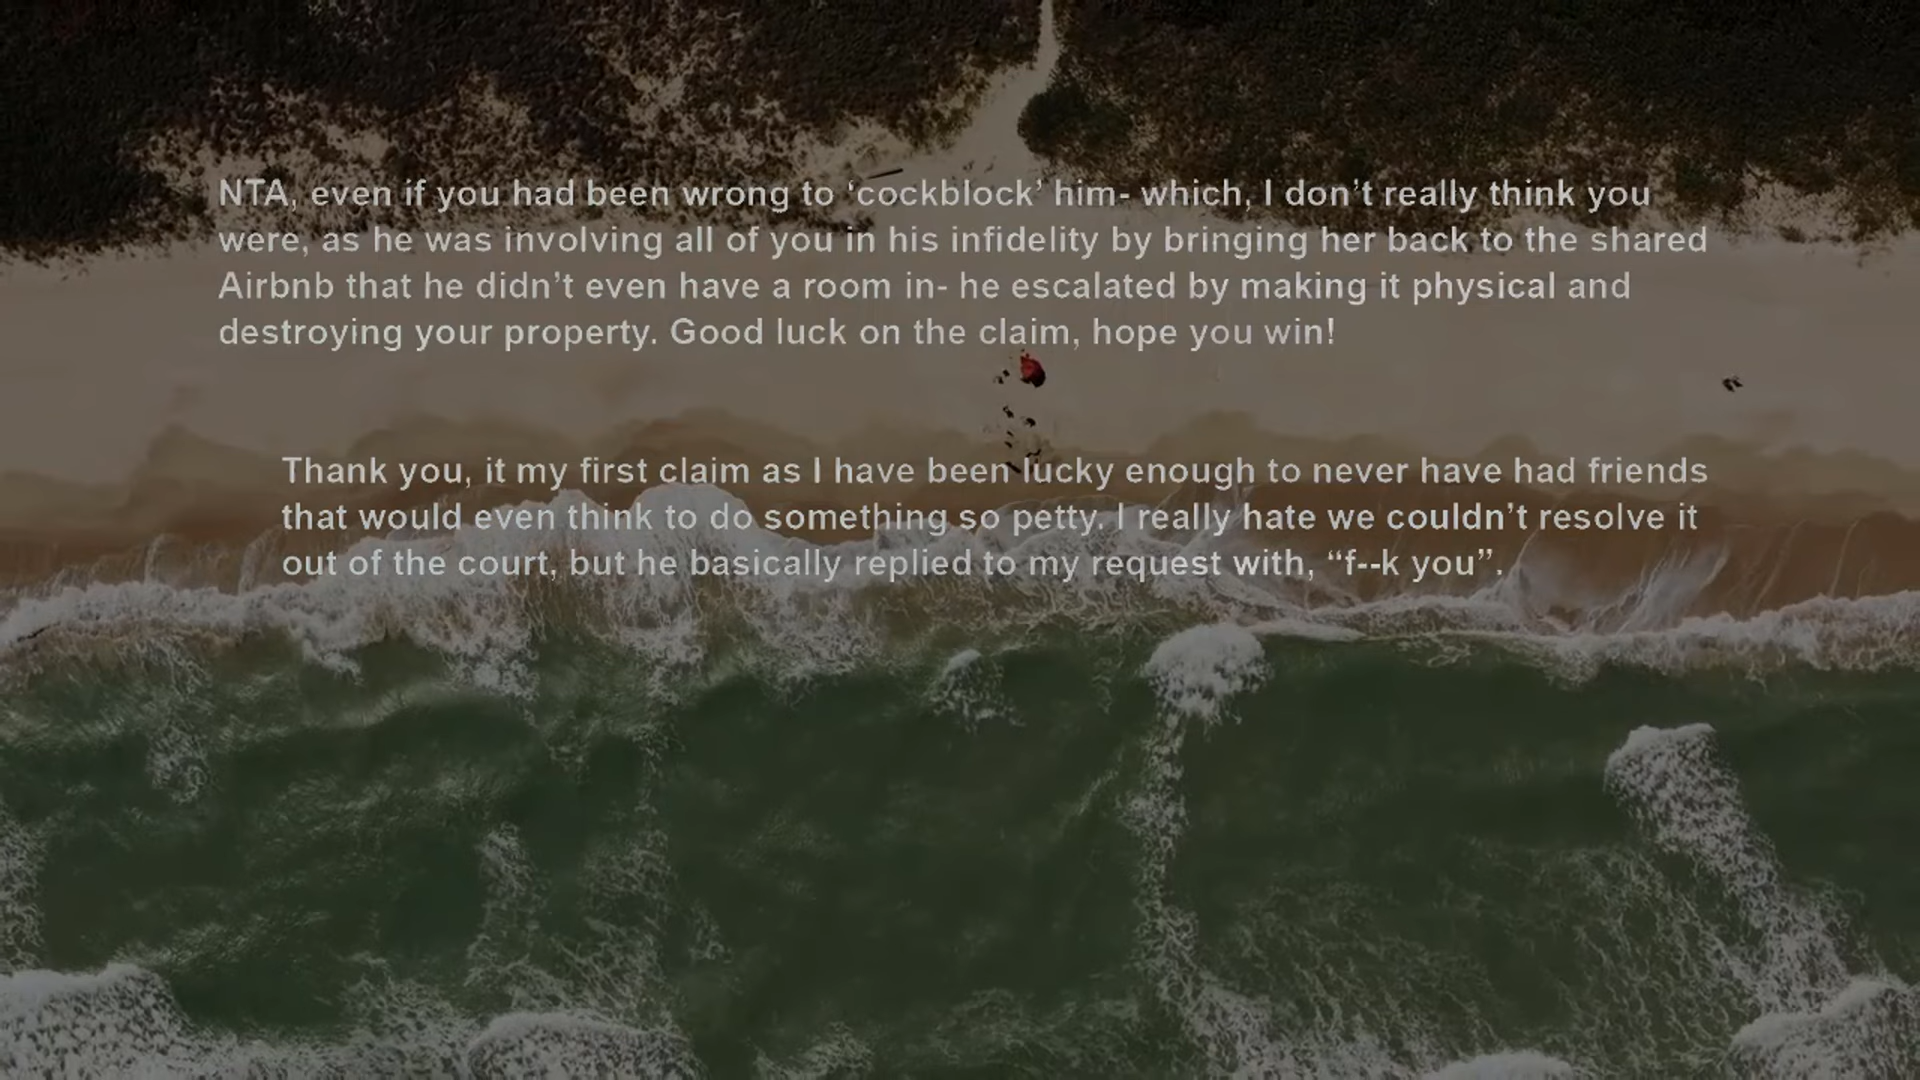 NTA, even if you had been wrong to ‘cockblock’ him- which, I don’t really think you
were, as he was involving all of you in his infidelity by bringing her back to the shared
Airbnb that he didn’t even have a room in- he escalated by making it physical and
destroying your property. Good luck on the claim, hope you win!
Thank you, it my first claim as I have been lucky enough to never have had friends
that would even think to do something so petty. I really hate we couldn’t resolve it
out of the court, but he basically replied to my request with, “f--k you”.